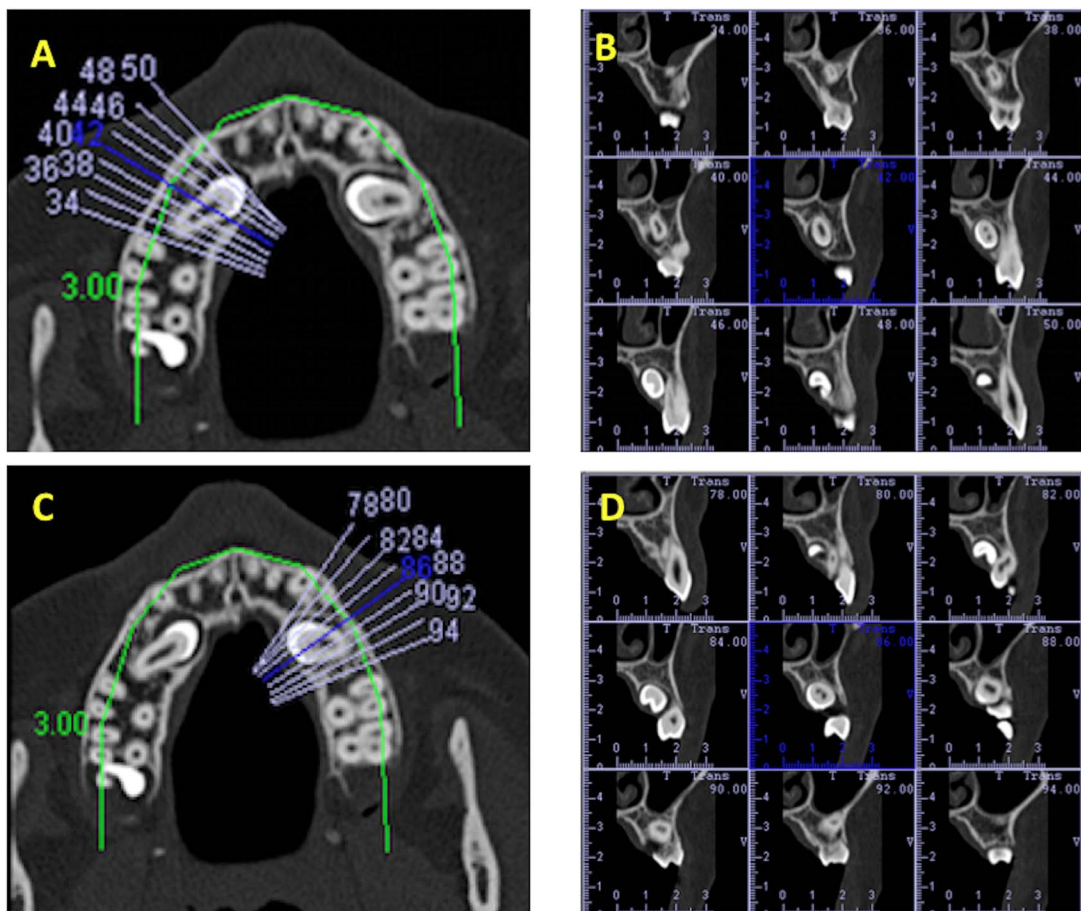 A
48 50
44 46
40 42
36 38
34
3.00
B
T Trans
34.00
T Trans
36.00
T Trans
38.00
V
T Trans
40.00
T Trans
42.00
T Trans
44.00
V
T Trans
46.00
T Trans
48.00
T Trans
50.00
V
C
78 80
82 84
86 88
90 92
94
3.00
D
T Trans
78.00
T Trans
80.00
T Trans
82.00
V
T Trans
84.00
T Trans
86.00
T Trans
88.00
V
T Trans
90.00
T Trans
92.00
T Trans
94.00
V